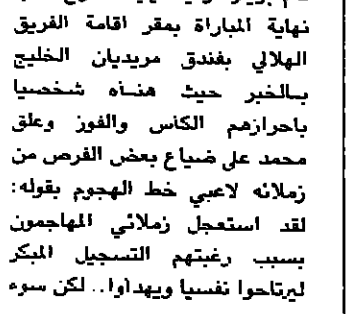 نهاية المباراة بمقر اقامة الفريق
الهلالي بفندق مريديان الخليج
بالخبر حيث هنأه شخصيا
باحرازهم الكاس والفوز وعلق
محمد على ضياع بعض الفرص من
زملائه لاعبي خط الهجوم بقوله:
لقد استعجل زملائي المهاجمون
بسبب رغبتهم التسجيل المبكر
ليرتاحوا نفسيا ويهدأوا.. لكن سوء